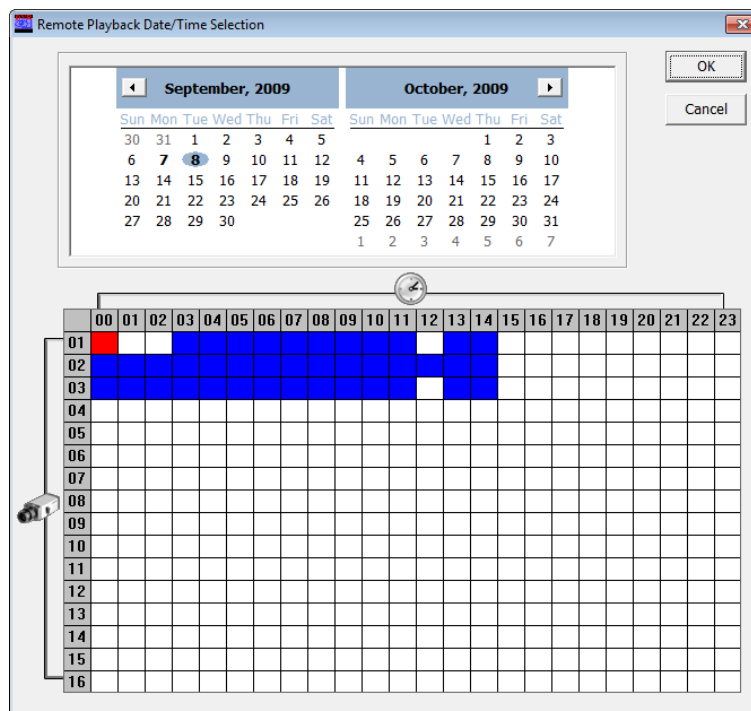 Remote Playback Date/Time Selection
OK
Cancel
September, 2009 October, 2009
Sun Mon Tue Wed Thu Fri Sat Sun Mon Tue Wed Thu Fri Sat
30 31 1 2 3 4 5 1 2 3
6 7 8 9 10 11 12 4 5 6 7 8 9 10
13 14 15 16 17 18 19 11 12 13 14 15 16 17
20 21 22 23 24 25 26 18 19 20 21 22 23 24
27 28 29 30 25 26 27 28 29 30 31
1 2 3 4 5 6 7
00 01 02 03 04 05 06 07 08 09 10 11 12 13 14 15 16 17 18 19 20 21 22 23
01
02
03
04
05
06
07
08
09
10
11
12
13
14
15
16